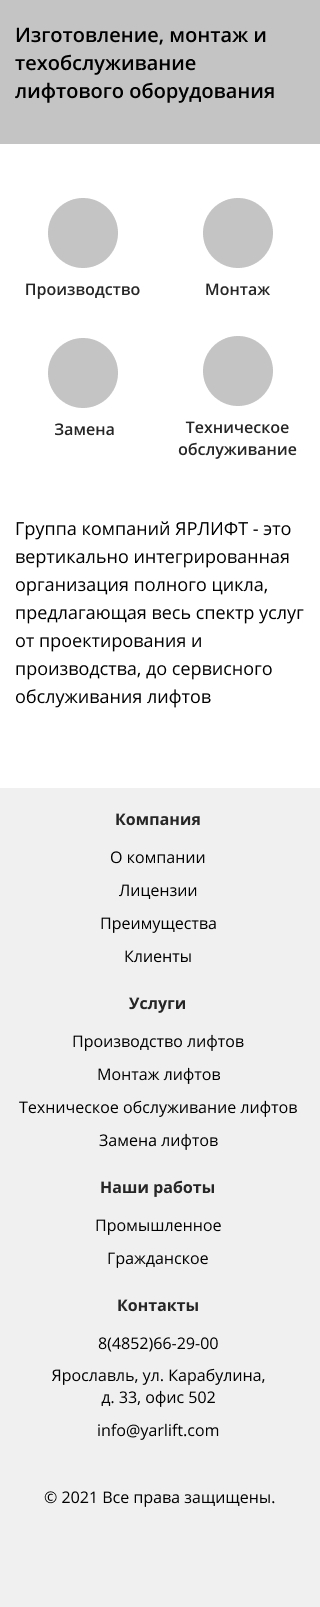 Изготовление, монтаж и
техобслуживание
лифтового оборудования
Производство
Монтаж
Замена
Техническое
обслуживание
Группа компаний ЯРЛИФТ - это
вертикально интегрированная
организация полного цикла,
предлагающая весь спектр услуг
от проектирования и
производства, до сервисного
обслуживания лифтов
Компания
О компании
Лицензии
Преимущества
Клиенты
Услуги
Производство лифтов
Монтаж лифтов
Техническое обслуживание лифтов
Замена лифтов
Наши работы
Промышленное
Гражданское
Контакты
8(4852)66-29-00
Ярославль, ул. Карабулина,
д. 33, офис 502
info@yarlift.com
© 2021 Все права защищены.